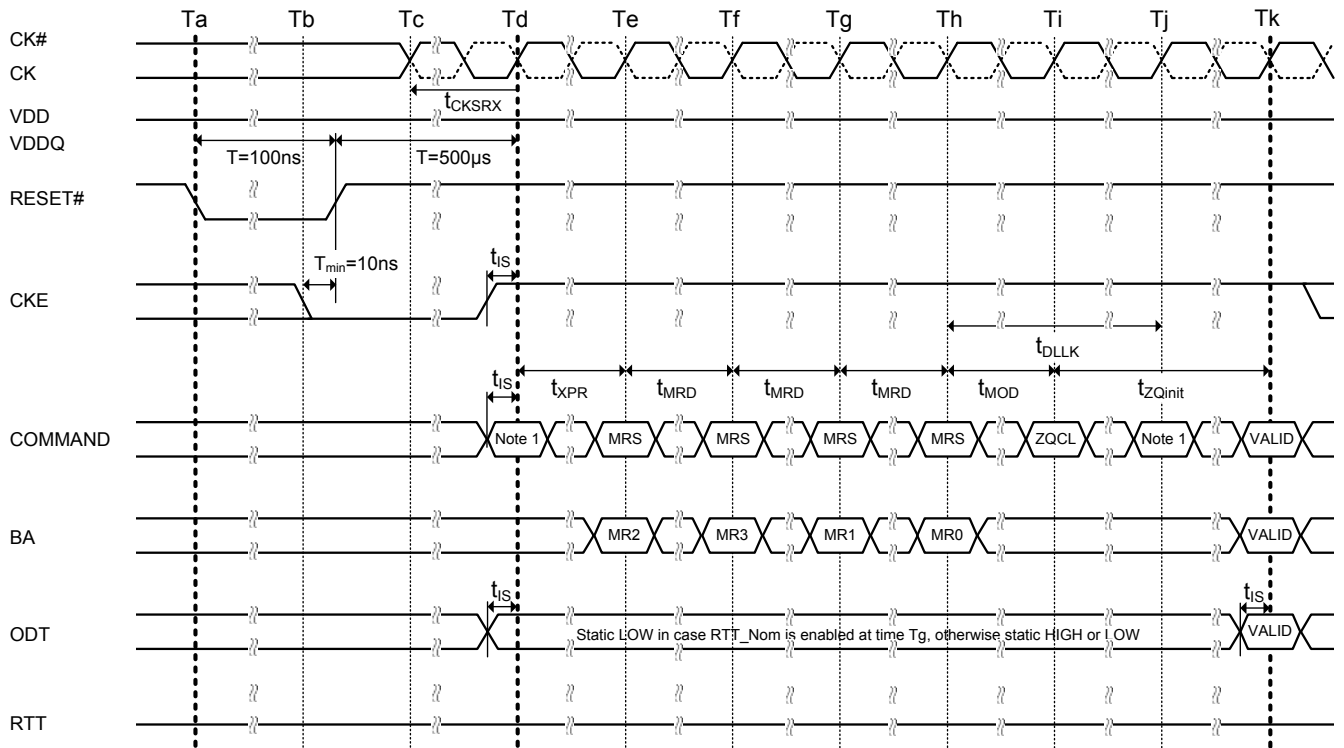 Ta Tb Tc Td Te Tf Tg Th Ti Tj Tk
CK#
CK
tCKSRX
VDD
VDDQ
T=100ns T=500µs
RESET#
Tmin=10ns tIS
CKE
tDLLK
tIS tXPR tMRD tMRD tMRD tMOD tZQinit
COMMAND Note 1 MRS MRS MRS MRS ZQCL Note 1 VALID
BA MR2 MR3 MR1 MR0 VALID
tIS tIS
ODT Static LOW in case RTT_Nom is enabled at time Tg, otherwise static HIGH or LOW VALID
RTT